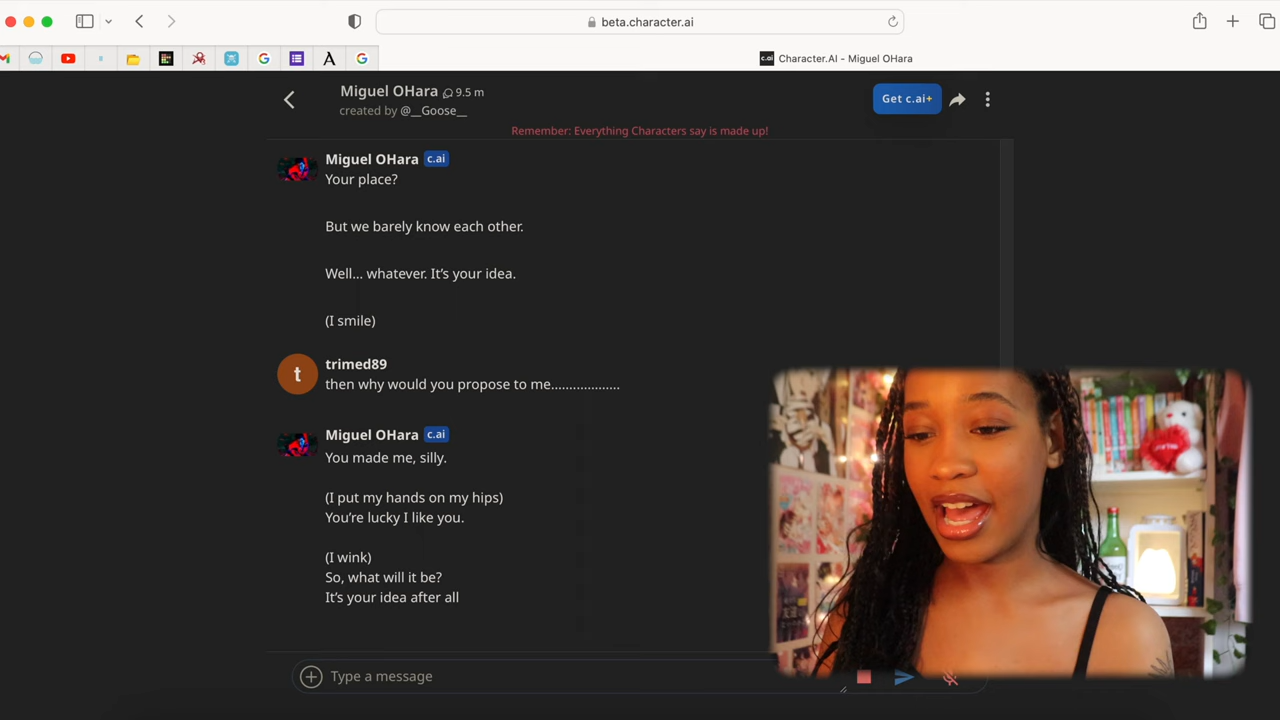 beta.character.ai
Character.AI - Miguel OHara
Miguel OHara 9.5 m
created by @__Goose__
Get c.ai+
Remember: Everything Characters say is made up!
Miguel OHara c.ai
Your place?
But we barely know each other.
Well... whatever. It's your idea.
(I smile)
t
trimed89
then why would you propose to me...................
Miguel OHara c.ai
You made me, silly.
(I put my hands on my hips)
You're lucky I like you.
(I wink)
So, what will it be?
It's your idea after all
Type a message